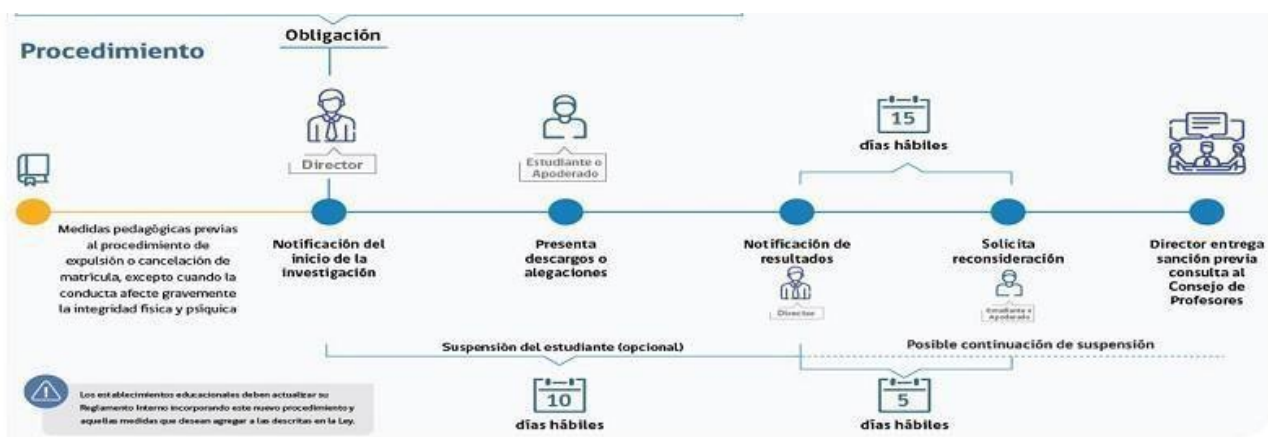 Procedimiento
Obligación
Director
Estudiante o
Apoderado
15
días hábiles
Medidas pedagógicas previas
al procedimiento de
expulsión o cancelación de
matrícula, excepto cuando la
conducta afecte gravemente
la integridad física y psíquica
Notificación del
inicio de la
Investigación
Presenta
descargos o
alegaciones
Notificación de
resultados
Director
Solicita
reconsideración
Estudiante o
Apoderado
Director entrega
sanción previa
consulta al
Consejo de
Profesores
Suspensión del estudiante (opcional)
Posible continuación de suspensión
10
días hábiles
5
días hábiles
Los establecimientos educacionales deben actualizar su
Reglamento Interno incorporando este nuevo procedimiento y
aquellas medidas que desean agregar a las descritas en la Ley.